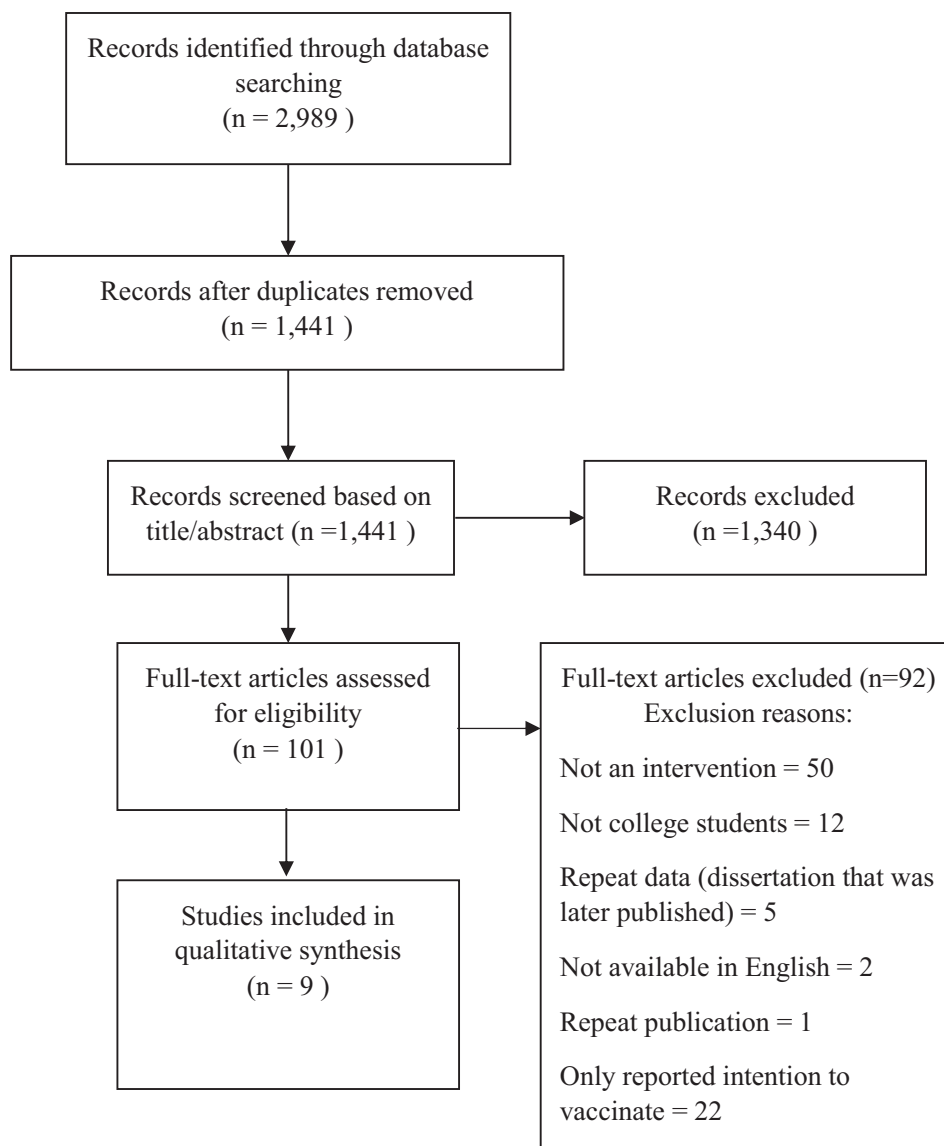 Records identified through database
searching
(n = 2,989 )
Records after duplicates removed
(n = 1,441 )
Records screened based on
title/abstract (n =1,441 )
Records excluded
(n =1,340 )
Full-text articles assessed
for eligibility
(n = 101 )
Full-text articles excluded (n=92)
Exclusion reasons:
Not an intervention = 50
Not college students = 12
Repeat data (dissertation that was
later published) = 5
Not available in English = 2
Repeat publication = 1
Only reported intention to
vaccinate = 22
Studies included in
qualitative synthesis
(n = 9 )